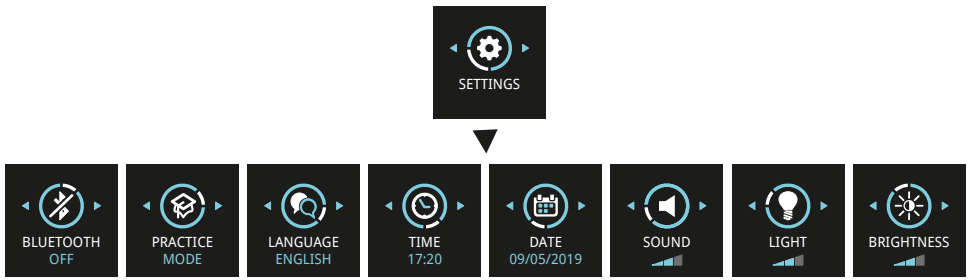 SETTINGS
BLUETOOTH
OFF
PRACTICE
MODE
LANGUAGE
ENGLISH
TIME
17:20
DATE
09/05/2019
SOUND
LIGHT
BRIGHTNESS